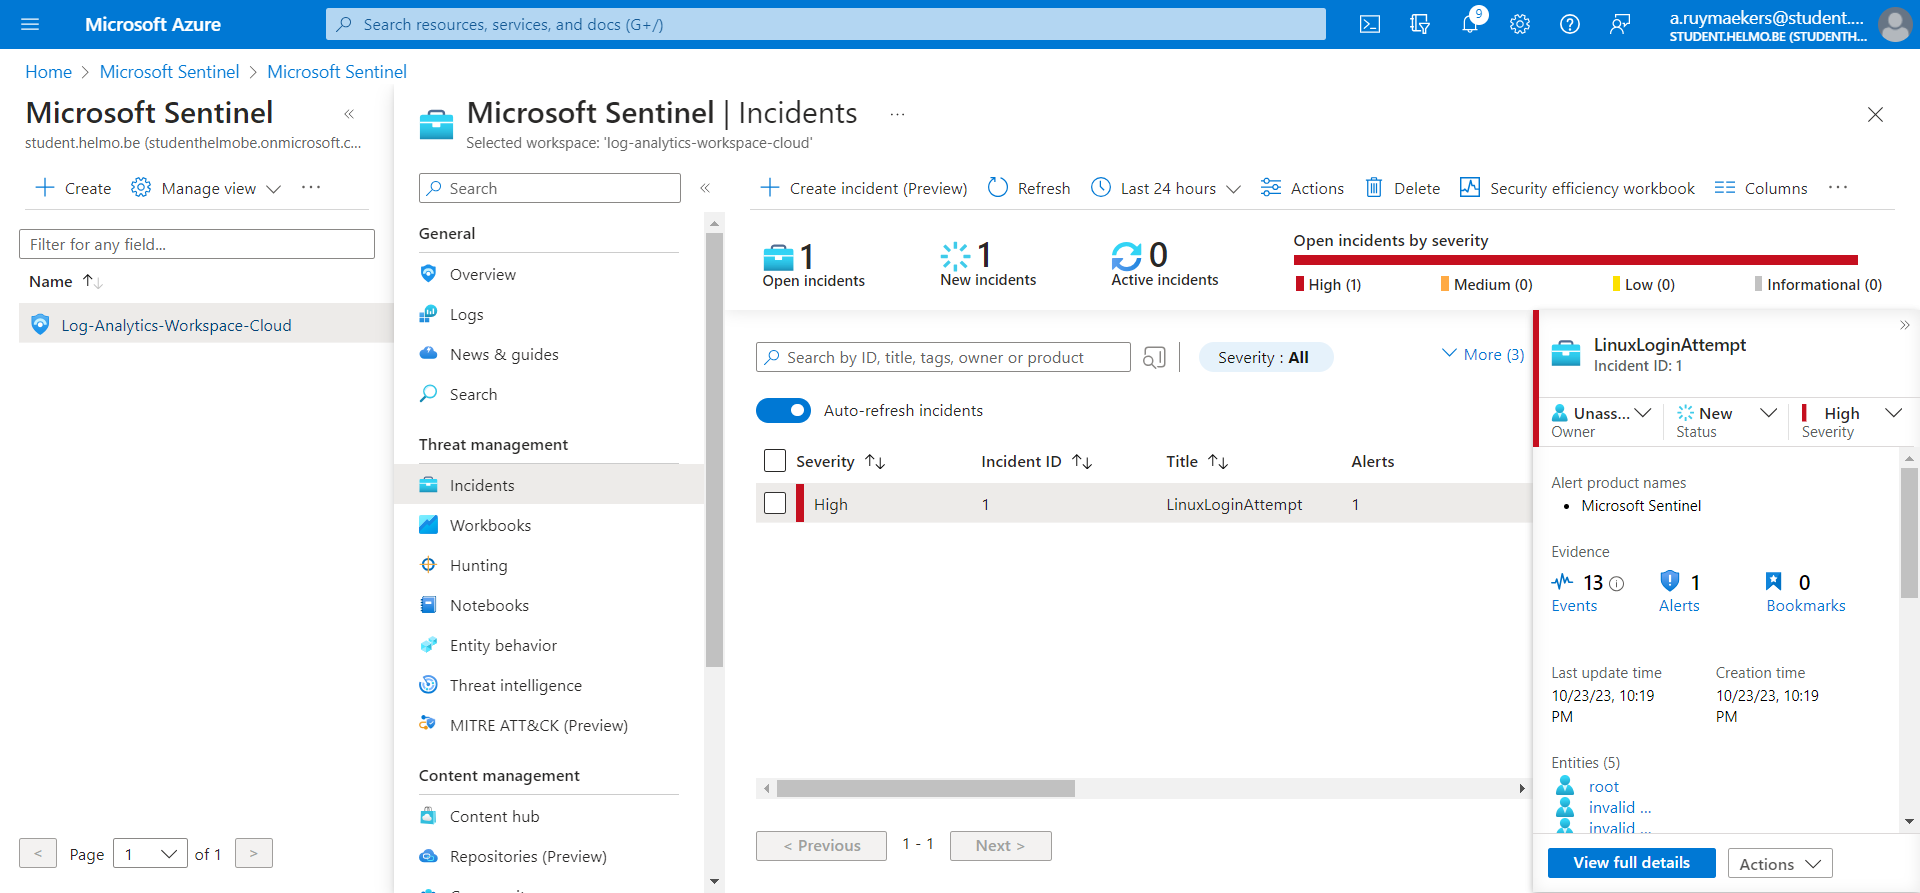 Microsoft Azure
Search resources, services, and docs (G+/)
9
a.ruymaekers@student....
STUDENT.HELMO.BE (STUDENTH...
Home > Microsoft Sentinel > Microsoft Sentinel
Microsoft Sentinel
«
student.helmo.be (studenthelmobe.onmicrosoft.c...
Create
Manage view
...
Filter for any field...
Name
Log-Analytics-Workspace-Cloud
<
Page
1
of 1
>
Microsoft Sentinel | Incidents
...
Selected workspace: 'log-analytics-workspace-cloud'
Search
«
General
Overview
Logs
News & guides
Search
Threat management
Incidents
Workbooks
Hunting
Notebooks
Entity behavior
Threat intelligence
MITRE ATT&CK (Preview)
Content management
Content hub
Repositories (Preview)
Create incident (Preview)
Refresh
Last 24 hours
Actions
Delete
Security efficiency workbook
Columns
...
1
Open incidents
1
New incidents
0
Active incidents
Open incidents by severity
High (1)
Medium (0)
Low (0)
Informational (0)
Search by ID, title, tags, owner or product
Severity : All
More (3)
Auto-refresh incidents
Severity
Incident ID
Title
Alerts
High
1
LinuxLoginAttempt
1
< Previous
1 - 1
Next >
»
LinuxLoginAttempt
Incident ID: 1
Unass...
Owner
New
Status
High
Severity
Alert product names
• Microsoft Sentinel
Evidence
13
Events
1
Alerts
0
Bookmarks
Last update time
10/23/23, 10:19
PM
Creation time
10/23/23, 10:19
PM
Entities (5)
root
invalid ...
invalid ...
View full details
Actions